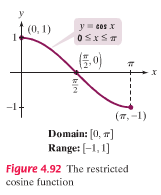 y
(0, 1)
y = cos x
0 ≤ x ≤ π
1
(π/2, 0)
π
x
π/2
−1
(π, −1)
Domain: [0, π]
Range: [−1, 1]
Figure 4.92 The restricted
cosine function